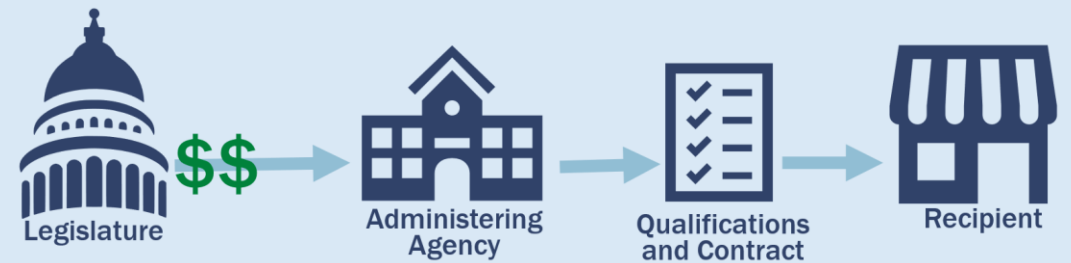 $$
Legislature
Administering
Agency
Qualifications
and Contract
Recipient